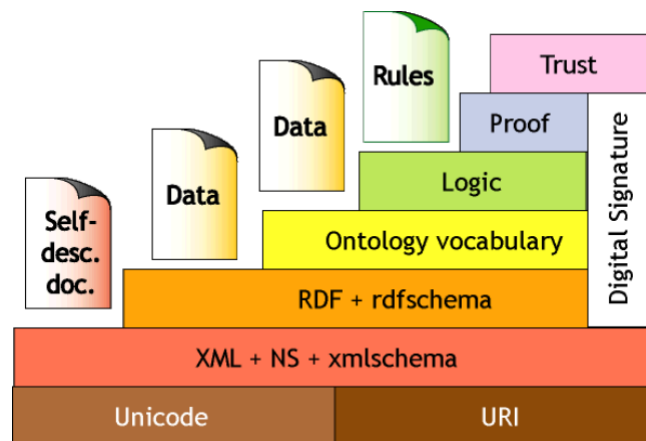 Trust
Rules
Proof
Data
Logic
Data
Digital Signature
Self-
desc.
doc.
Ontology vocabulary
RDF + rdfschema
XML + NS + xmlschema
Unicode
URI